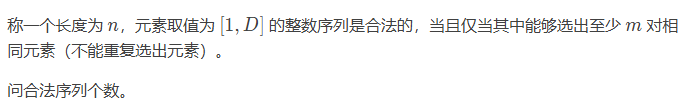 称一个长度为 n，元素取值为 [1, D] 的整数序列是合法的，当且仅当其中能够选出至少 m 对相
同元素（不能重复选出元素）。
问合法序列个数。